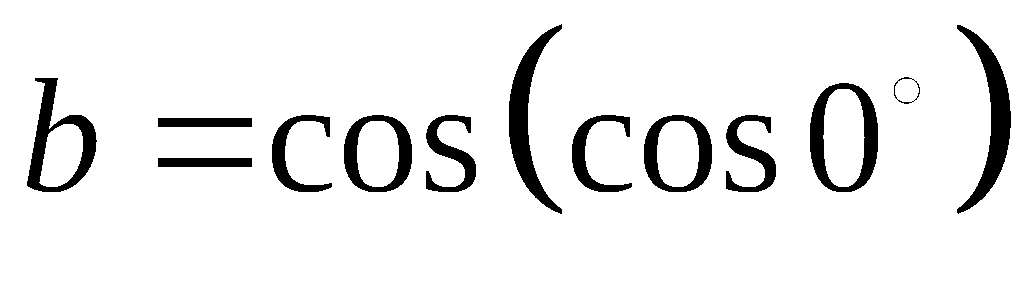 b = cos(cos 0°)